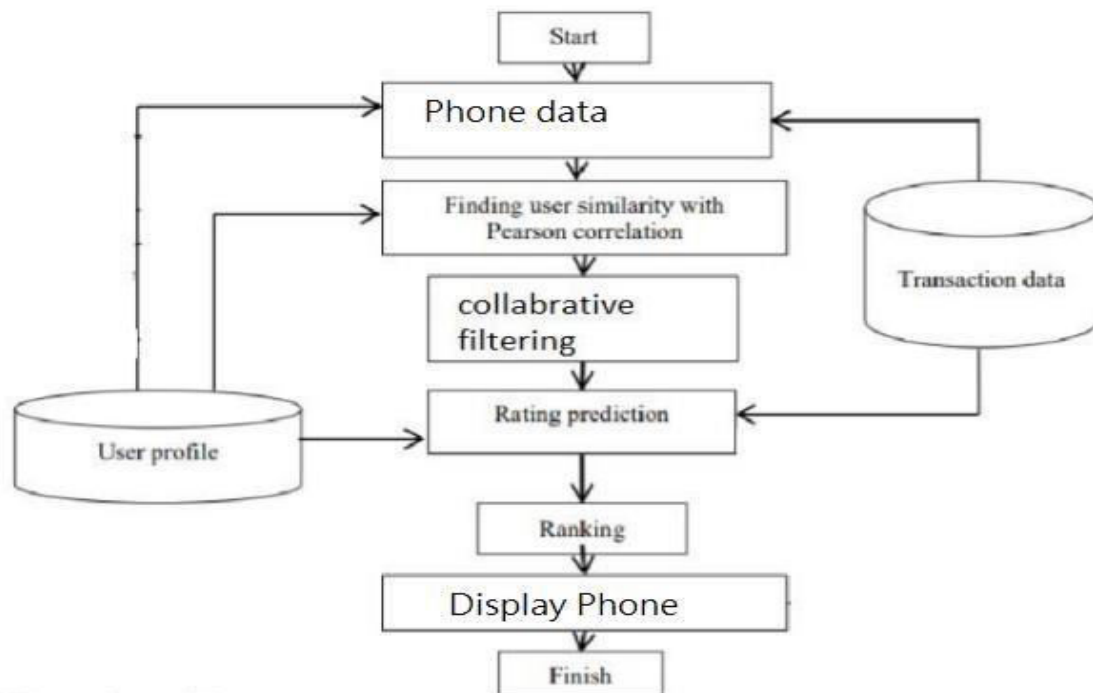 Start
Phone data
Finding user similarity with
Pearson correlation
Transaction data
collabrative
filtering
Rating prediction
User profile
Ranking
Display Phone
Finish